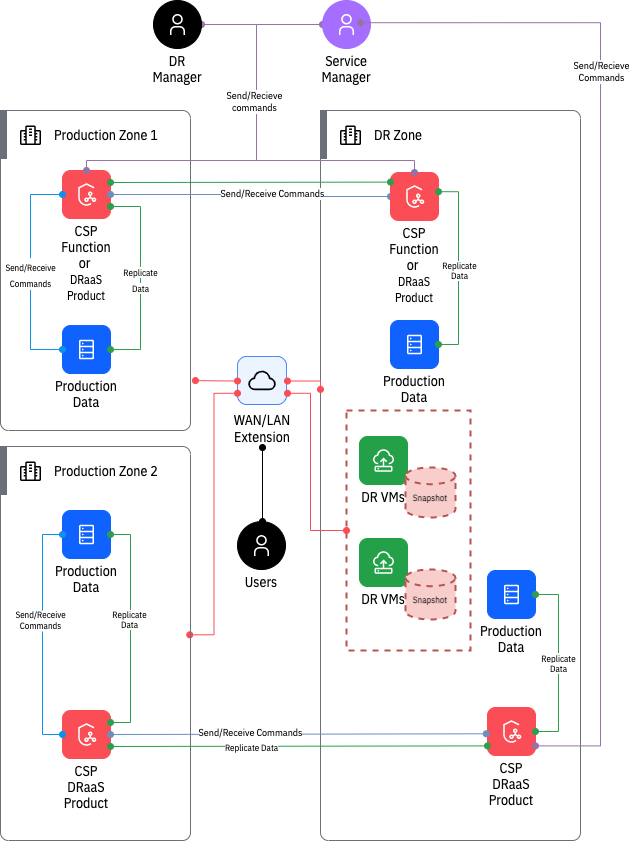 DR
Manager
Service
Manager
Send/Recieve
Commands
Send/Recieve
commands
Production Zone 1
DR Zone
Send/Receive Commands
CSP
Function
or
DRaaS
Product
CSP
Function
or
DRaaS
Product
Send/Receive
Commands
Replicate
Data
Replicate
Data
Production
Data
Production
Data
WAN/LAN
Extension
Production Zone 2
DR VMs
Snapshot
Production
Data
Users
DR VMs
Snapshot
Send/Receive
Commands
Replicate
Data
Production
Data
Replicate
Data
Send/Receive Commands
Replicate Data
CSP
DRaaS
Product
CSP
DRaaS
Product